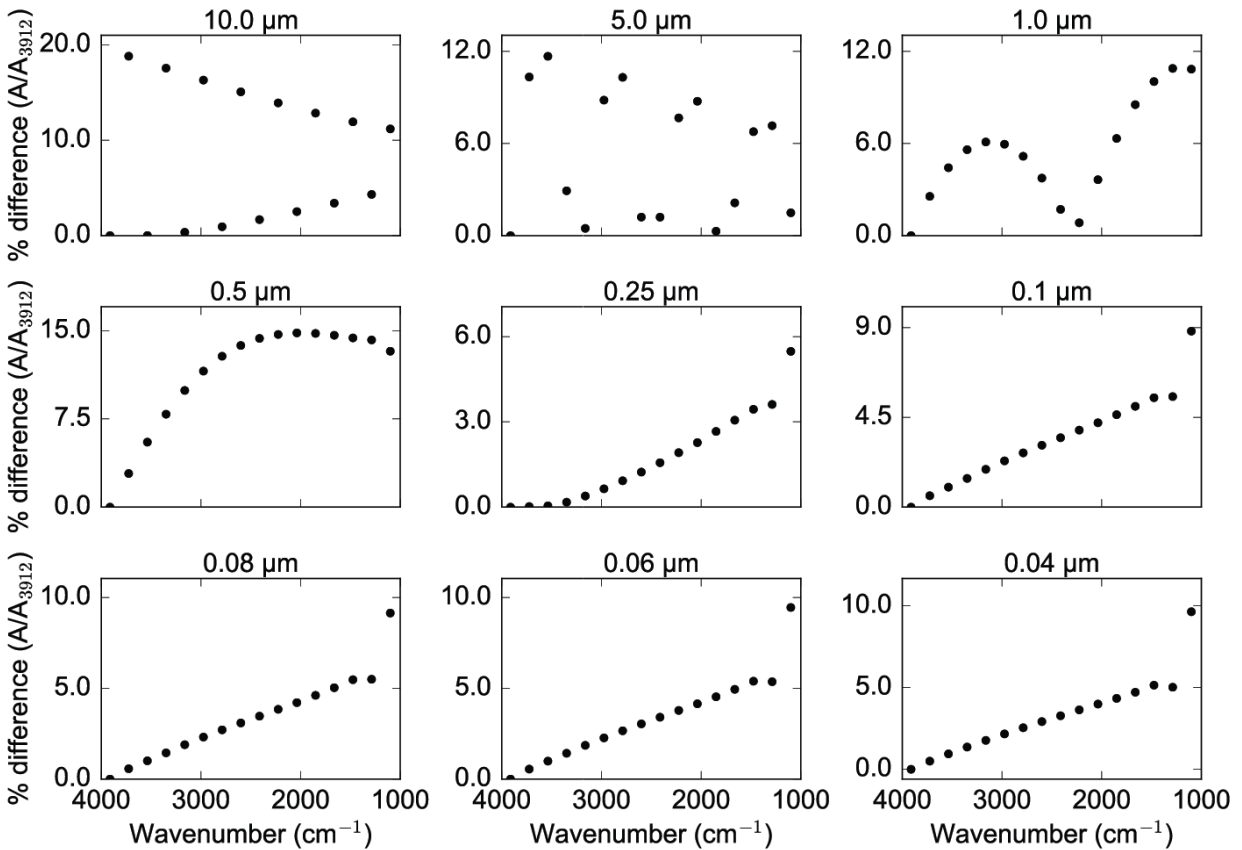 10.0 µm
5.0 µm
1.0 µm
% difference (A/A3912)
20.0
10.0
0.0
12.0
6.0
0.0
12.0
6.0
0.0
0.5 µm
0.25 µm
0.1 µm
% difference (A/A3912)
15.0
7.5
0.0
6.0
3.0
0.0
9.0
4.5
0.0
0.08 µm
0.06 µm
0.04 µm
% difference (A/A3912)
10.0
5.0
0.0
10.0
5.0
0.0
10.0
5.0
0.0
4000 3000 2000 1000
4000 3000 2000 1000
4000 3000 2000 1000
Wavenumber (cm⁻¹)
Wavenumber (cm⁻¹)
Wavenumber (cm⁻¹)